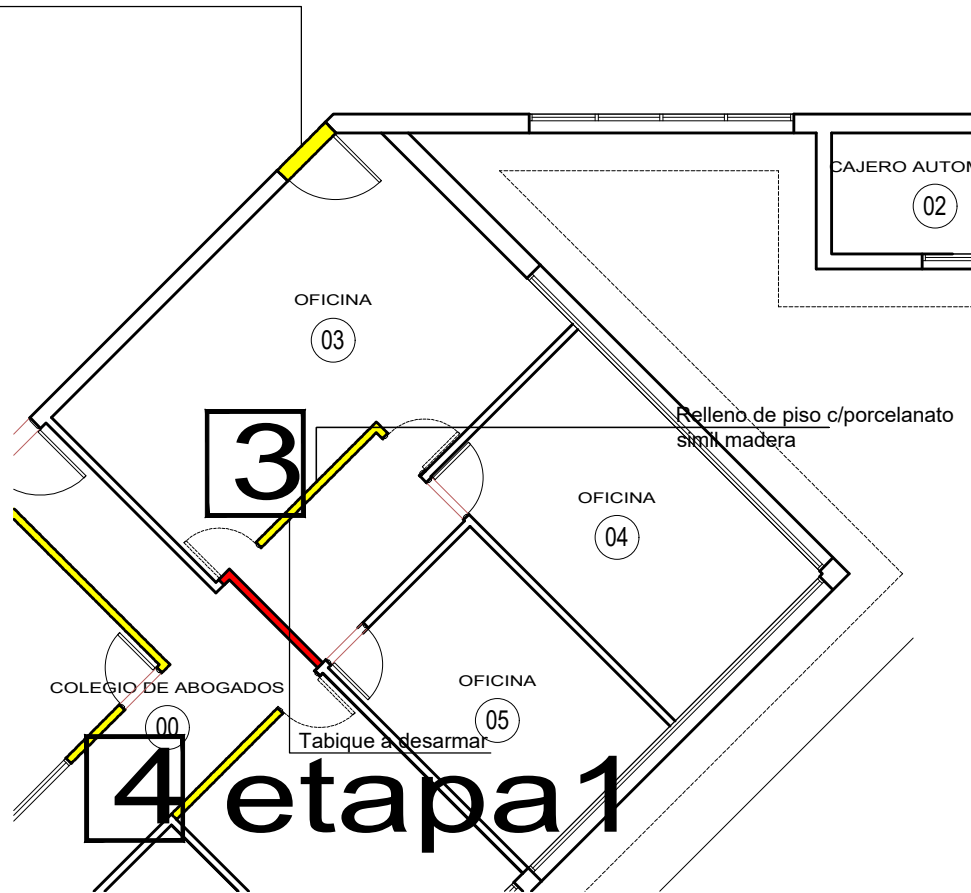 CAJERO AUTOM
02
OFICINA
03
Relleno de piso c/porcelanato
simil madera
3
OFICINA
04
OFICINA
05
COLEGIO DE ABOGADOS
00
Tabique a desarmar
4 etapa1